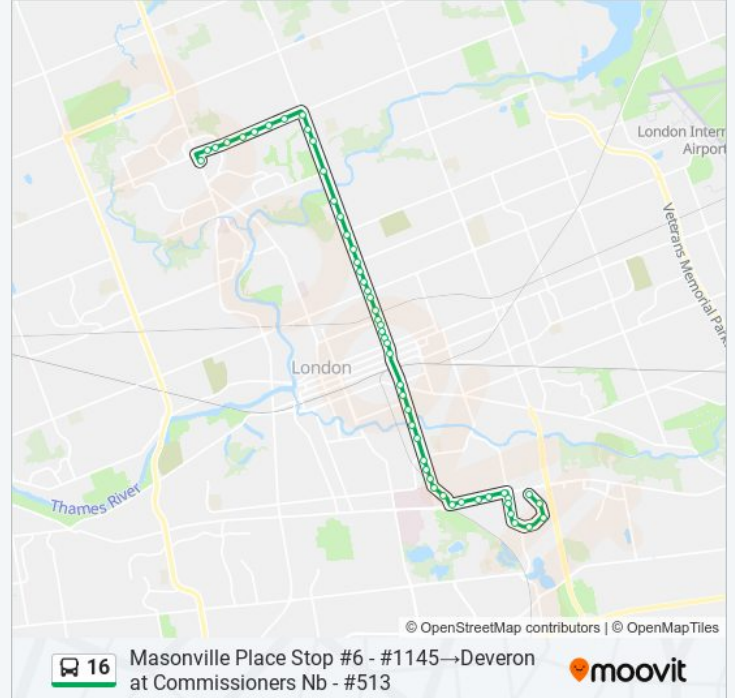 London Intern
Airport
Veterans Memorial Park
London
Thames River
© OpenStreetMap contributors | © OpenMapTiles
16
Masonville Place Stop #6 - #1145→Deveron
at Commissioners Nb - #513
moovit